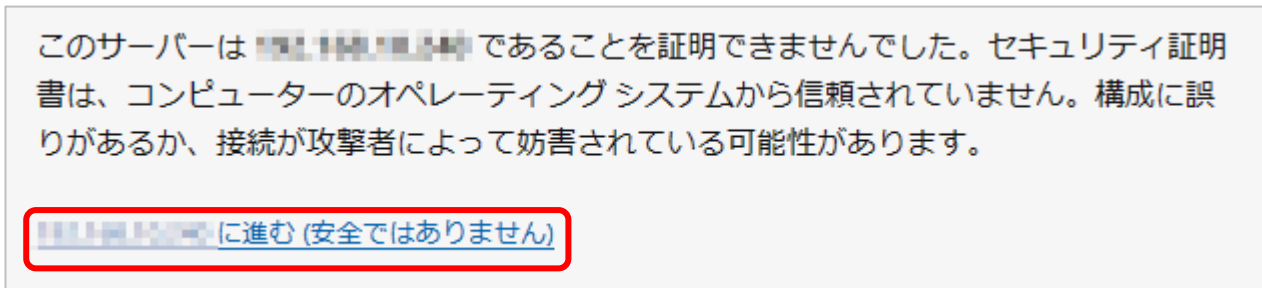 このサーバーは であることを証明できませんでした。セキュリティ証明
書は、コンピューターのオペレーティング システムから信頼されていません。構成に誤
りがあるか、接続が攻撃者によって妨害されている可能性があります。
に進む (安全ではありません)